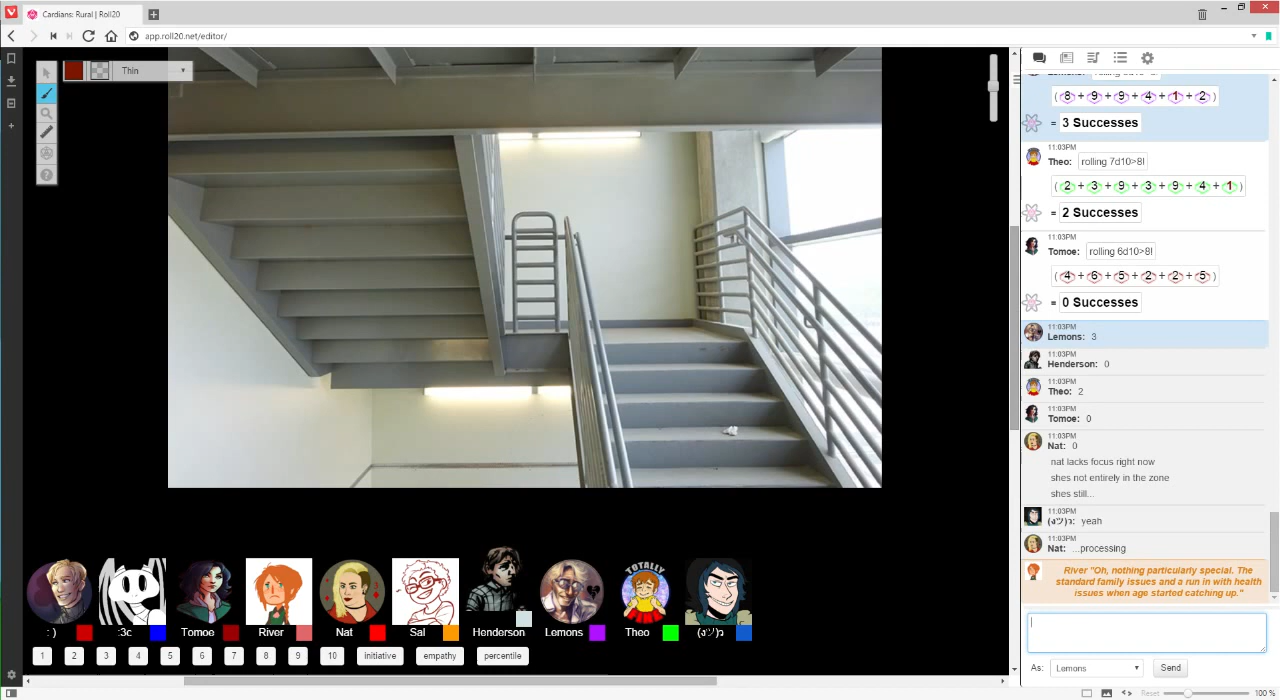 Cardians: Rural | Roll20
app.roll20.net/editor/
Thin
rolling 6d10>8!
(8+9+9+4+1+2)
= 3 Successes
11:03PM
Theo: rolling 7d10>8!
(2+3+9+3+9+4+1)
= 2 Successes
11:03PM
Tomoe: rolling 6d10>8!
(4+6+5+2+2+5)
= 0 Successes
11:03PM
Lemons: 3
11:03PM
Henderson: 0
11:03PM
Theo: 2
11:03PM
Tomoe: 0
11:03PM
Nat: 0
nat lacks focus right now
shes not entirely in the zone
shes still...
11:03PM
yeah
11:03PM
Nat: ...processing
River "Oh, nothing particularly special. The
standard family issues and a run in with health
issues when age started catching up."
As: Lemons Send
TOTALLY
: ) :3c Tomoe River Nat Sal Henderson Lemons Theo
1 2 3 4 5 6 7 8 9 10 initiative empathy percentile
Reset 100 %